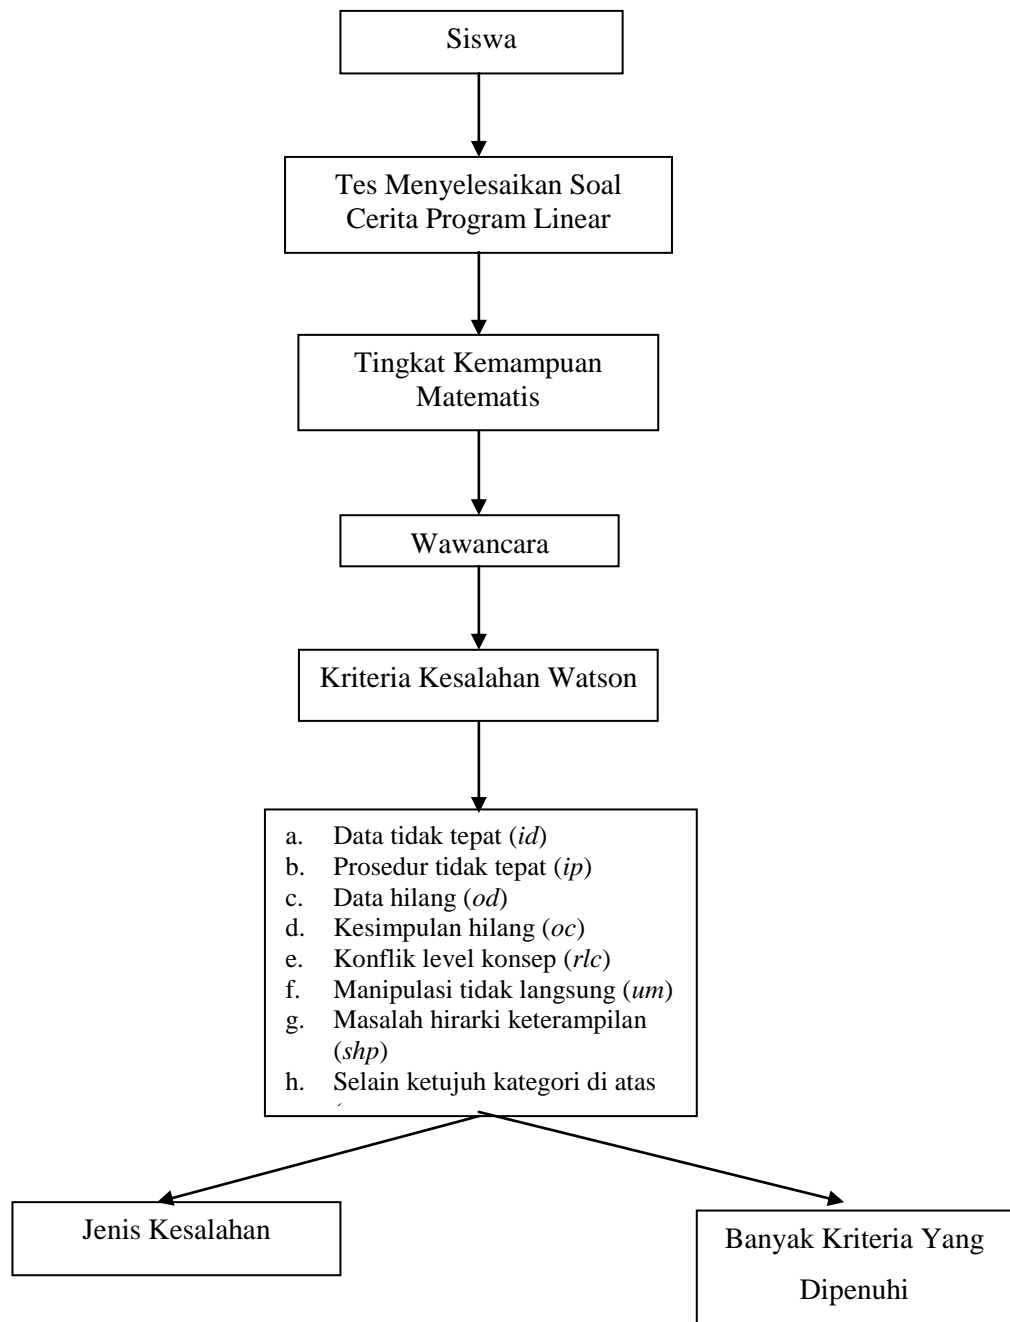 Siswa
Tes Menyelesaikan Soal
Cerita Program Linear
Tingkat Kemampuan
Matematis
Wawancara
Kriteria Kesalahan Watson
a. Data tidak tepat (id)
b. Prosedur tidak tepat (ip)
c. Data hilang (od)
d. Kesimpulan hilang (oc)
e. Konflik level konsep (rlc)
f. Manipulasi tidak langsung (um)
g. Masalah hirarki keterampilan
(shp)
h. Selain ketujuh kategori di atas
Jenis Kesalahan
Banyak Kriteria Yang
Dipenuhi